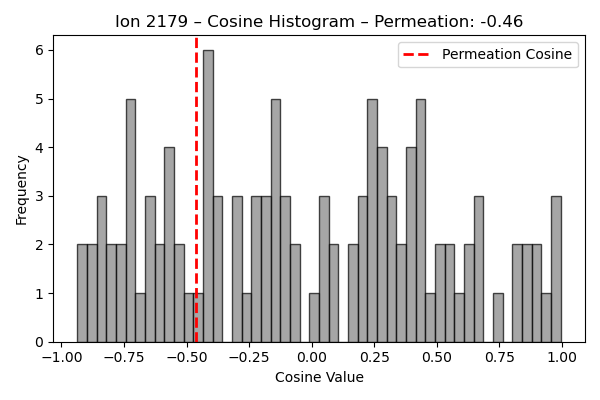 Ion 2179 – Cosine Histogram – Permeation: -0.46
Permeation Cosine
Frequency
6
5
4
3
2
1
0
−1.00 −0.75 −0.50 −0.25 0.00 0.25 0.50 0.75 1.00
Cosine Value